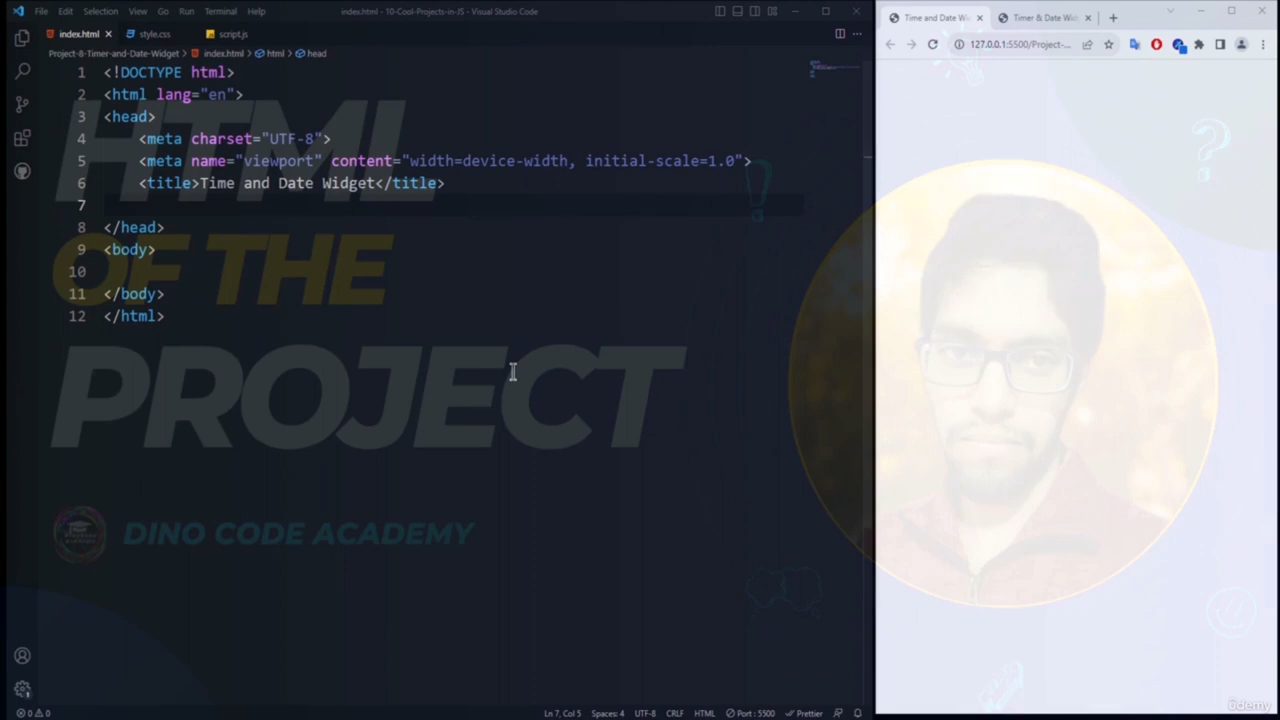 File Edit Selection View Go Run Terminal Help
index.html - 10-Cool-Projects-in-JS - Visual Studio Code
index.html
style.css
script.js
Project-8-Timer-and-Date-Widget > index.html > html > head
1 <!DOCTYPE html>
2 <html lang="en">
3 <head>
4 <meta charset="UTF-8">
5 <meta name="viewport" content="width=device-width, initial-scale=1.0">
6 <title>Time and Date Widget</title>
7
8 </head>
9 <body>
10
11 </body>
12 </html>
HTML
OF THE
PROJECT
DINO CODE ACADEMY
0 0
Ln 7, Col 5
Spaces: 4
UTF-8
CRLF
HTML
Port : 5500
Prettier
Time and Date Wi
Timer & Date Wid
127.0.0.1:5500/Project-...
?
!
ûdemy